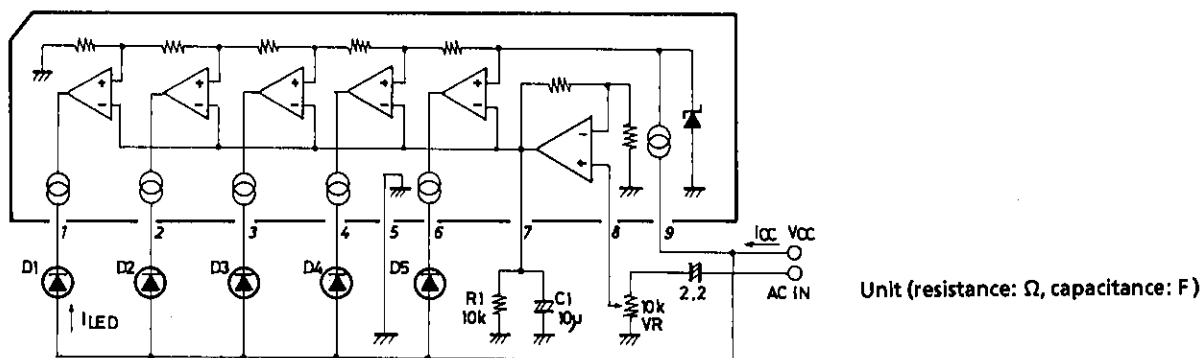 + + + + + -
- - - - - +
1 2 3 4 5 6 7 8 9
ICC VCC
D1 D2 D3 D4 D5
R1
10k
C1
10μ
10k
VR
2.2
AC IN
ILED
Unit (resistance: Ω, capacitance: F)